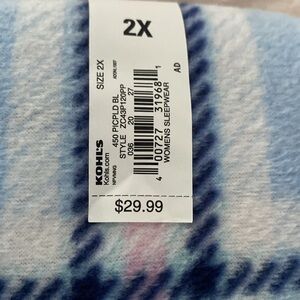 2X
SIZE 2X
AD
KOHL'S
Kohls.com
450 PICPLD BL
STYLE ZC43P120PP
036 20 27
4 00727 31968 1
WOMENS SLEEPWEAR
$29.99